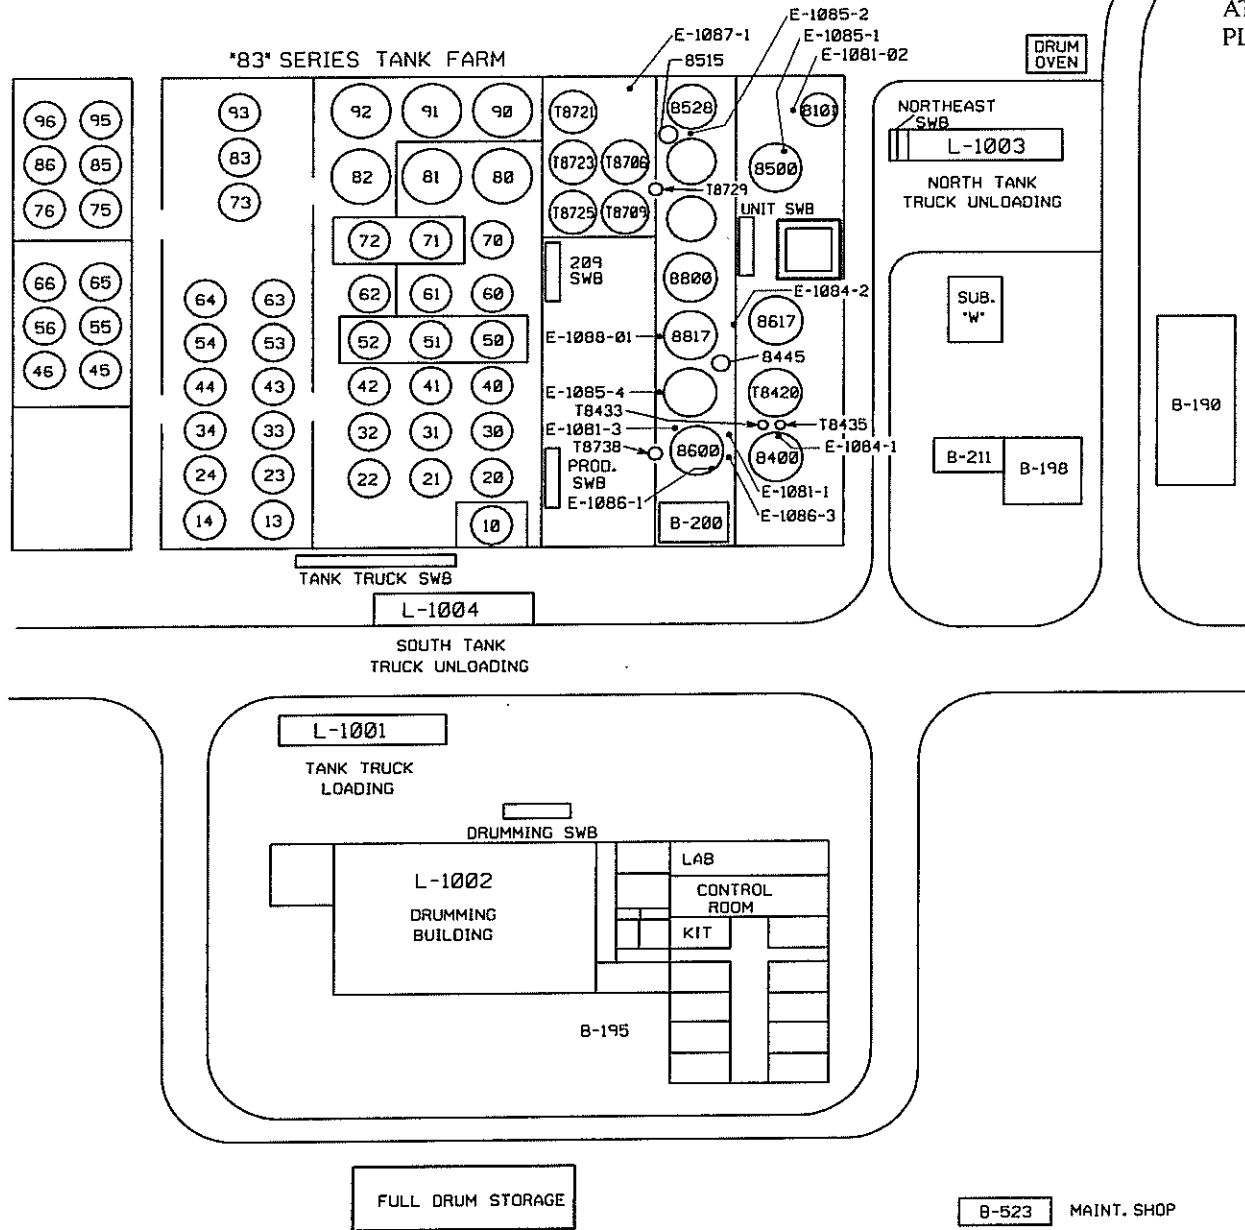 AT
PL
E-1085-2
E-1087-1
E-1085-1
8515
E-1081-02
DRUM
OVEN
"83" SERIES TANK FARM
96 95
86 85
76 75
66 65
56 55
46 45
93
83
73
64 63
54 53
44 43
34 33
24 23
14 13
92 91 90
82 81 80
72 71 70
62 61 60
52 51 50
42 41 40
32 31 30
22 21 20
10
T8721
T8723 T8706
T8725 T8709
209
SWB
E-1088-01
E-1085-4
T8433
E-1081-3
T8738
PROD.
SWB
E-1086-1
8528
T8729
8800
8817
8600
B-200
8101
8500
UNIT SWB
E-1084-2
8617
8445
T8420
T8435
E-1084-1
8400
E-1081-1
E-1086-3
NORTHEAST
SWB
L-1003
NORTH TANK
TRUCK UNLOADING
SUB.
"W"
B-190
B-211
B-198
TANK TRUCK SWB
L-1004
SOUTH TANK
TRUCK UNLOADING
L-1001
TANK TRUCK
LOADING
DRUMMING SWB
L-1002
DRUMMING
BUILDING
LAB
CONTROL
ROOM
KIT
B-195
FULL DRUM STORAGE
B-523
MAINT. SHOP